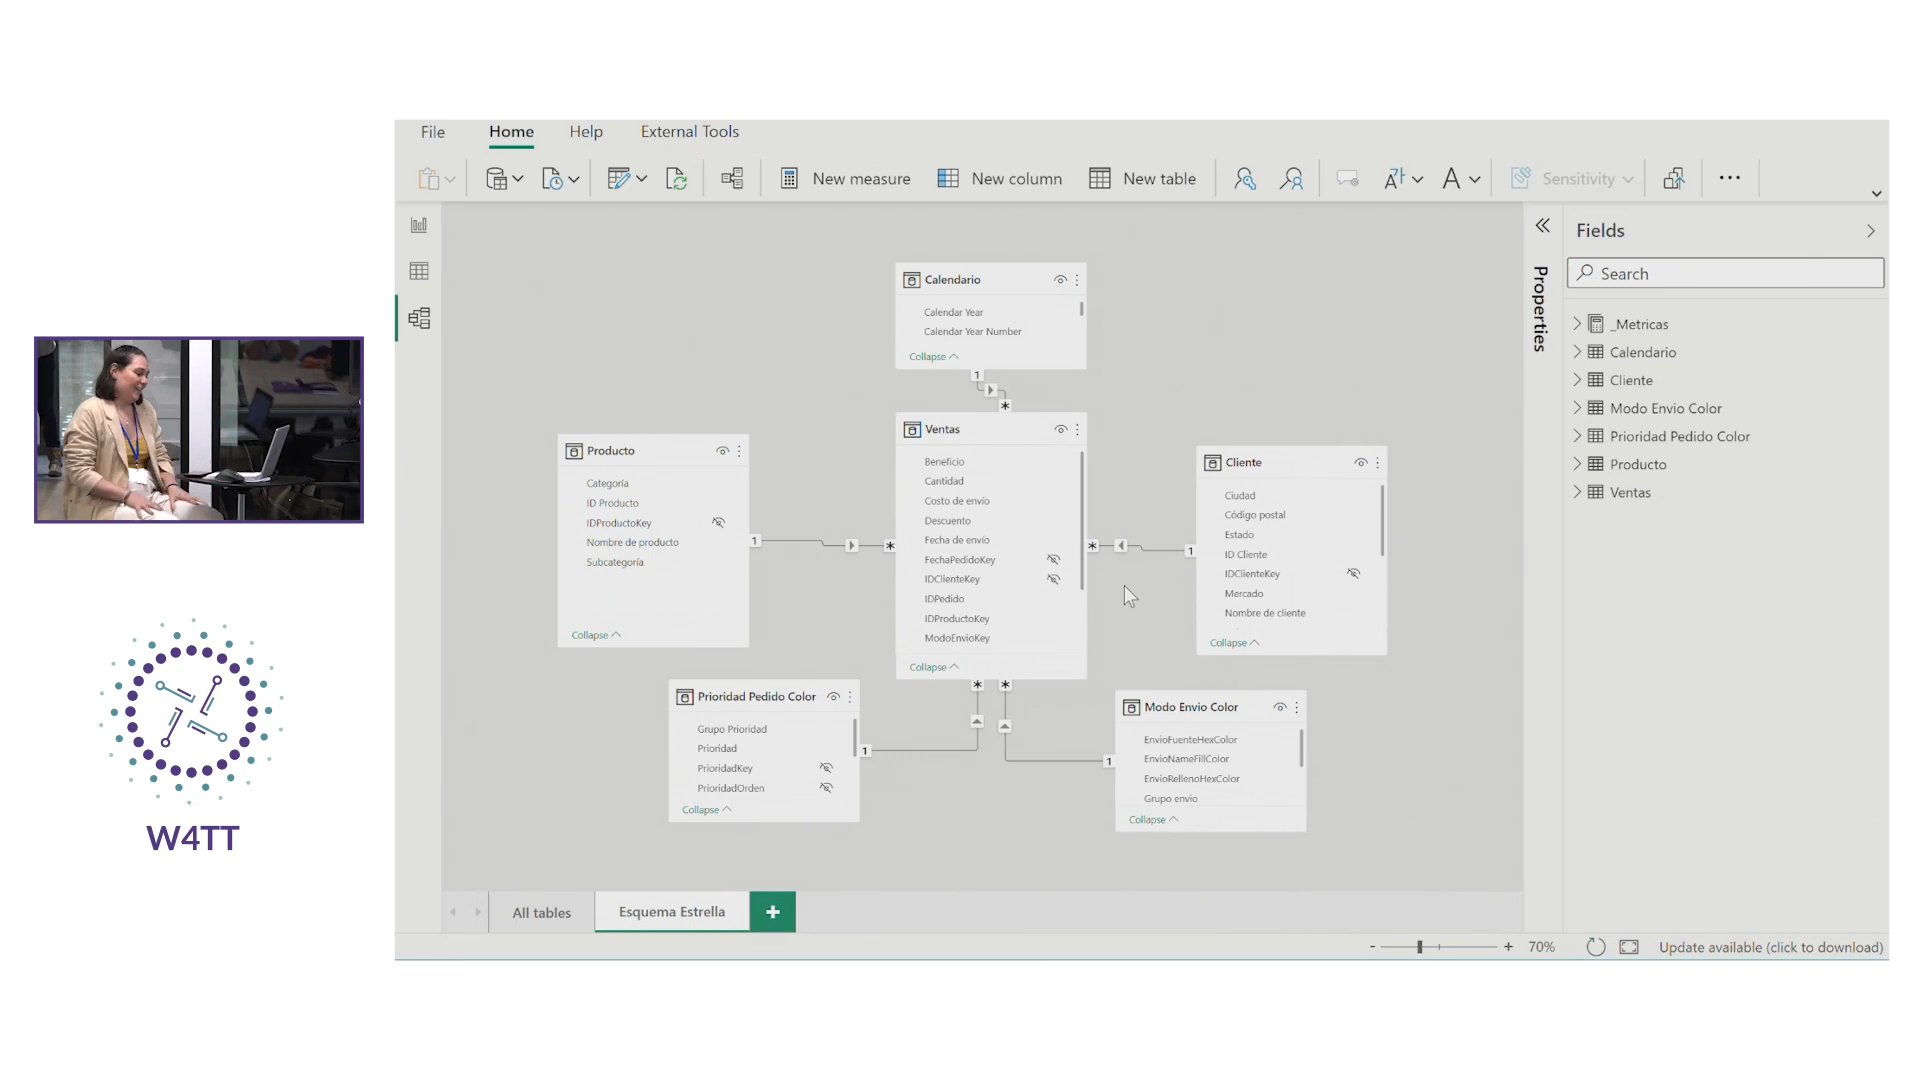 File Home Help External Tools
New measure New column New table Sensitivity
Calendario
Calendar Year
Calendar Year Number
Collapse
1
*
Producto
Categoría
ID Producto
IDProductoKey
Nombre de producto
Subcategoría
Collapse
1
*
Ventas
Beneficio
Cantidad
Costo de envío
Descuento
Fecha de envío
FechaPedidoKey
IDClienteKey
IDPedido
IDProductoKey
ModoEnvioKey
Collapse
*
1
Cliente
Ciudad
Código postal
Estado
ID Cliente
IDClienteKey
Mercado
Nombre de cliente
Collapse
* *
Prioridad Pedido Color
Grupo Prioridad
Prioridad
PrioridadKey
PrioridadOrden
Collapse
1
1
Modo Envio Color
EnvioFuenteHexColor
EnvioNameFillColor
EnvioRellenoHexColor
Grupo envio
Collapse
Properties
Fields
Search
_Metricas
Calendario
Cliente
Modo Envio Color
Prioridad Pedido Color
Producto
Ventas
All tables Esquema Estrella +
- + 70% Update available (click to download)
W4TT